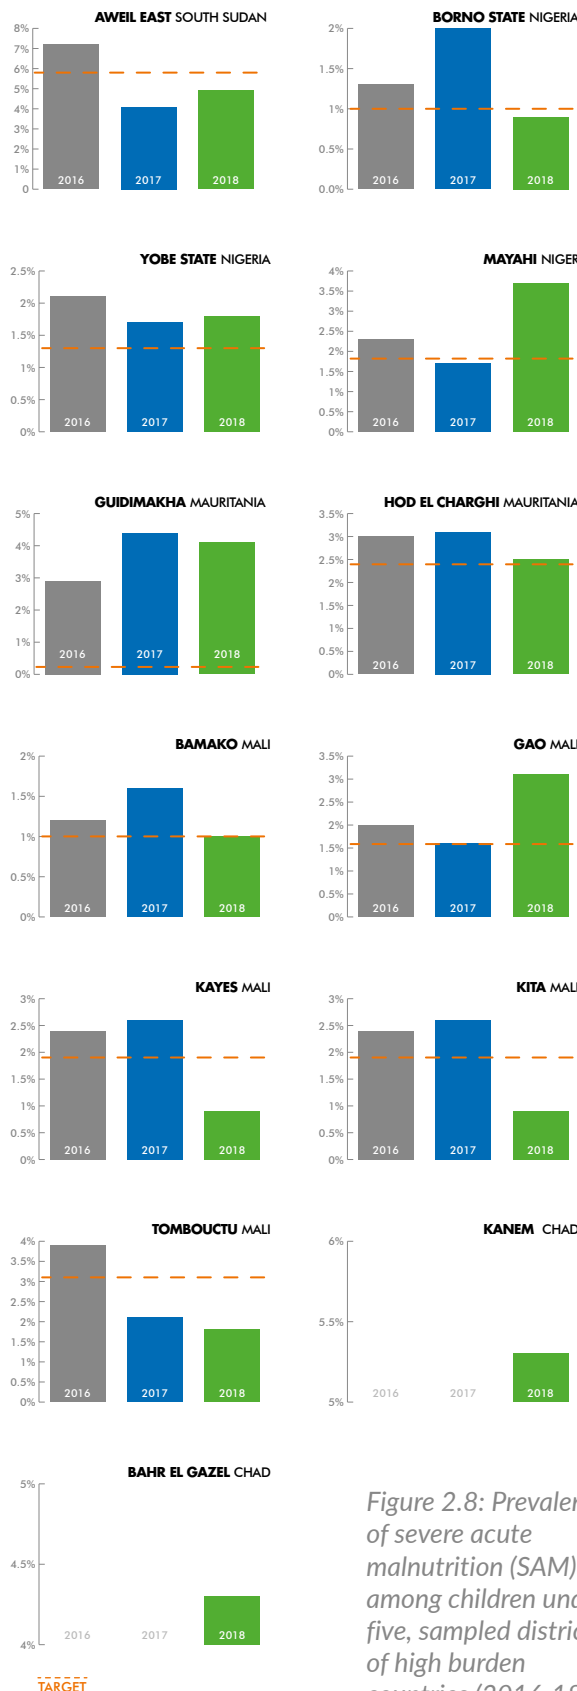 AWEIL EAST SOUTH SUDAN
8%
7%
6%
5%
4%
3%
2%
1%
0
2016 2017 2018
BORNO STATE NIGERIA
2%
1.5%
1%
0.5%
0.0%
2016 2017 2018
YOBE STATE NIGERIA
2.5%
2%
1.5%
1%
0.5%
0%
2016 2017 2018
MAYAHI NIGER
4%
3.5%
3%
2.5%
2%
1.5%
1%
0.5%
0%
2016 2017 2018
GUIDIMAKHA MAURITANIA
5%
4%
3%
2%
1%
0%
2016 2017 2018
HOD EL CHARGHI MAURITANIA
3.5%
3%
2.5%
2%
1.5%
1%
0.5%
0%
2016 2017 2018
BAMAKO MALI
2%
1.5%
1%
0.5%
0%
2016 2017 2018
GAO MALI
3.5%
3%
2.5%
2%
1.5%
1%
0.5%
0%
2016 2017 2018
KAYES MALI
3%
2.5%
2%
1.5%
1%
0.5%
0%
2016 2017 2018
KITA MALI
3%
2.5%
2%
1.5%
1%
0.5%
0%
2016 2017 2018
TOMBOUCTU MALI
4%
3.5%
3%
2.5%
2%
1.5%
1%
0.5%
0%
2016 2017 2018
KANEM CHAD
6%
5.5%
5%
2016 2017 2018
BAHR EL GAZEL CHAD
5%
4.5%
4%
2016 2017 2018
TARGET
Figure 2.8: Prevalen
of severe acute
malnutrition (SAM)
among children und
five, sampled distric
of high burden
countries (2016-18